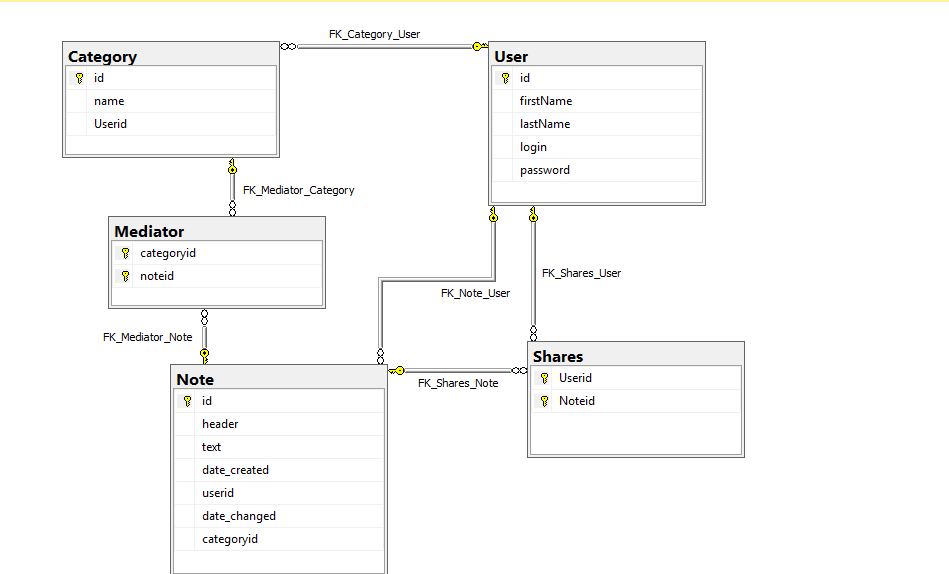 FK_Category_User
Category
id
name
Userid
User
id
firstName
lastName
login
password
FK_Mediator_Category
Mediator
categoryid
noteid
FK_Shares_User
FK_Note_User
FK_Mediator_Note
Shares
Userid
Noteid
FK_Shares_Note
Note
id
header
text
date_created
userid
date_changed
categoryid